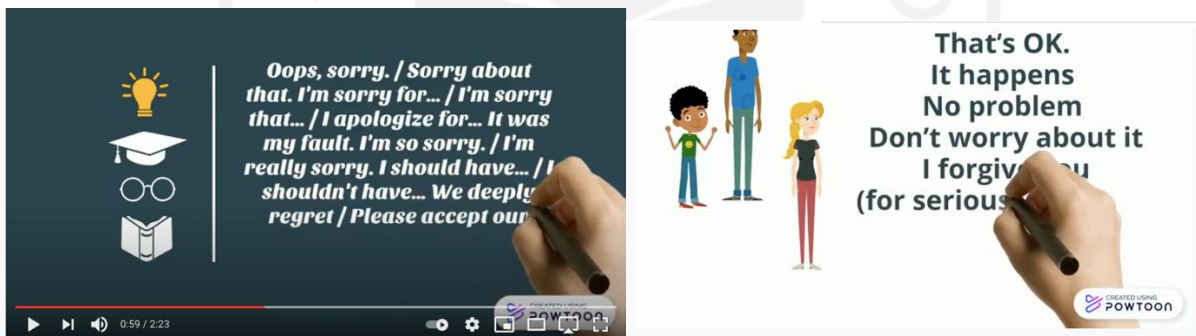 Oops, sorry. / Sorry about
that. I'm sorry for... / I'm sorry
that... / I apologize for... It was
my fault. I'm so sorry. / I'm
really sorry. I should have... / I
shouldn't have... We deeply
regret / Please accept our
CREATED USING
POWTOON
0:59 / 2:23
That's OK.
It happens
No problem
Don't worry about it
I
(for serious
CREATED USING
POWTOON